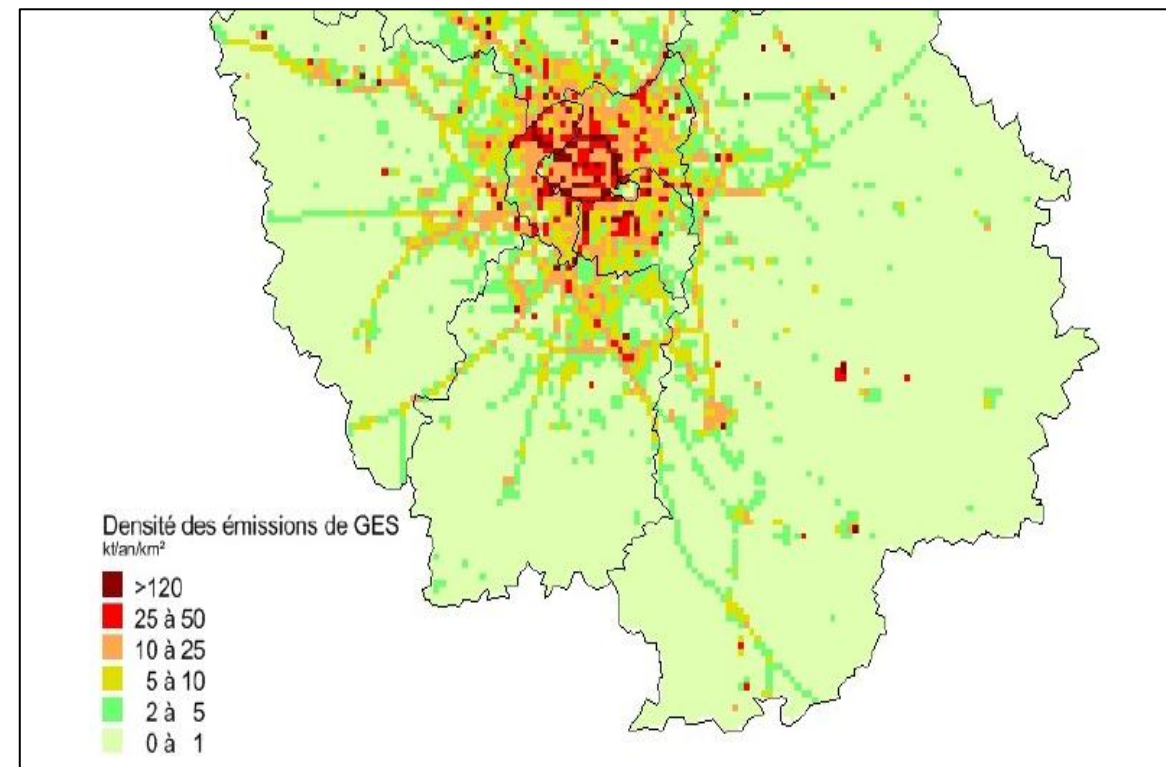 Densité des émissions de GES
kt/an/km²
>120
25 à 50
10 à 25
5 à 10
2 à 5
0 à 1